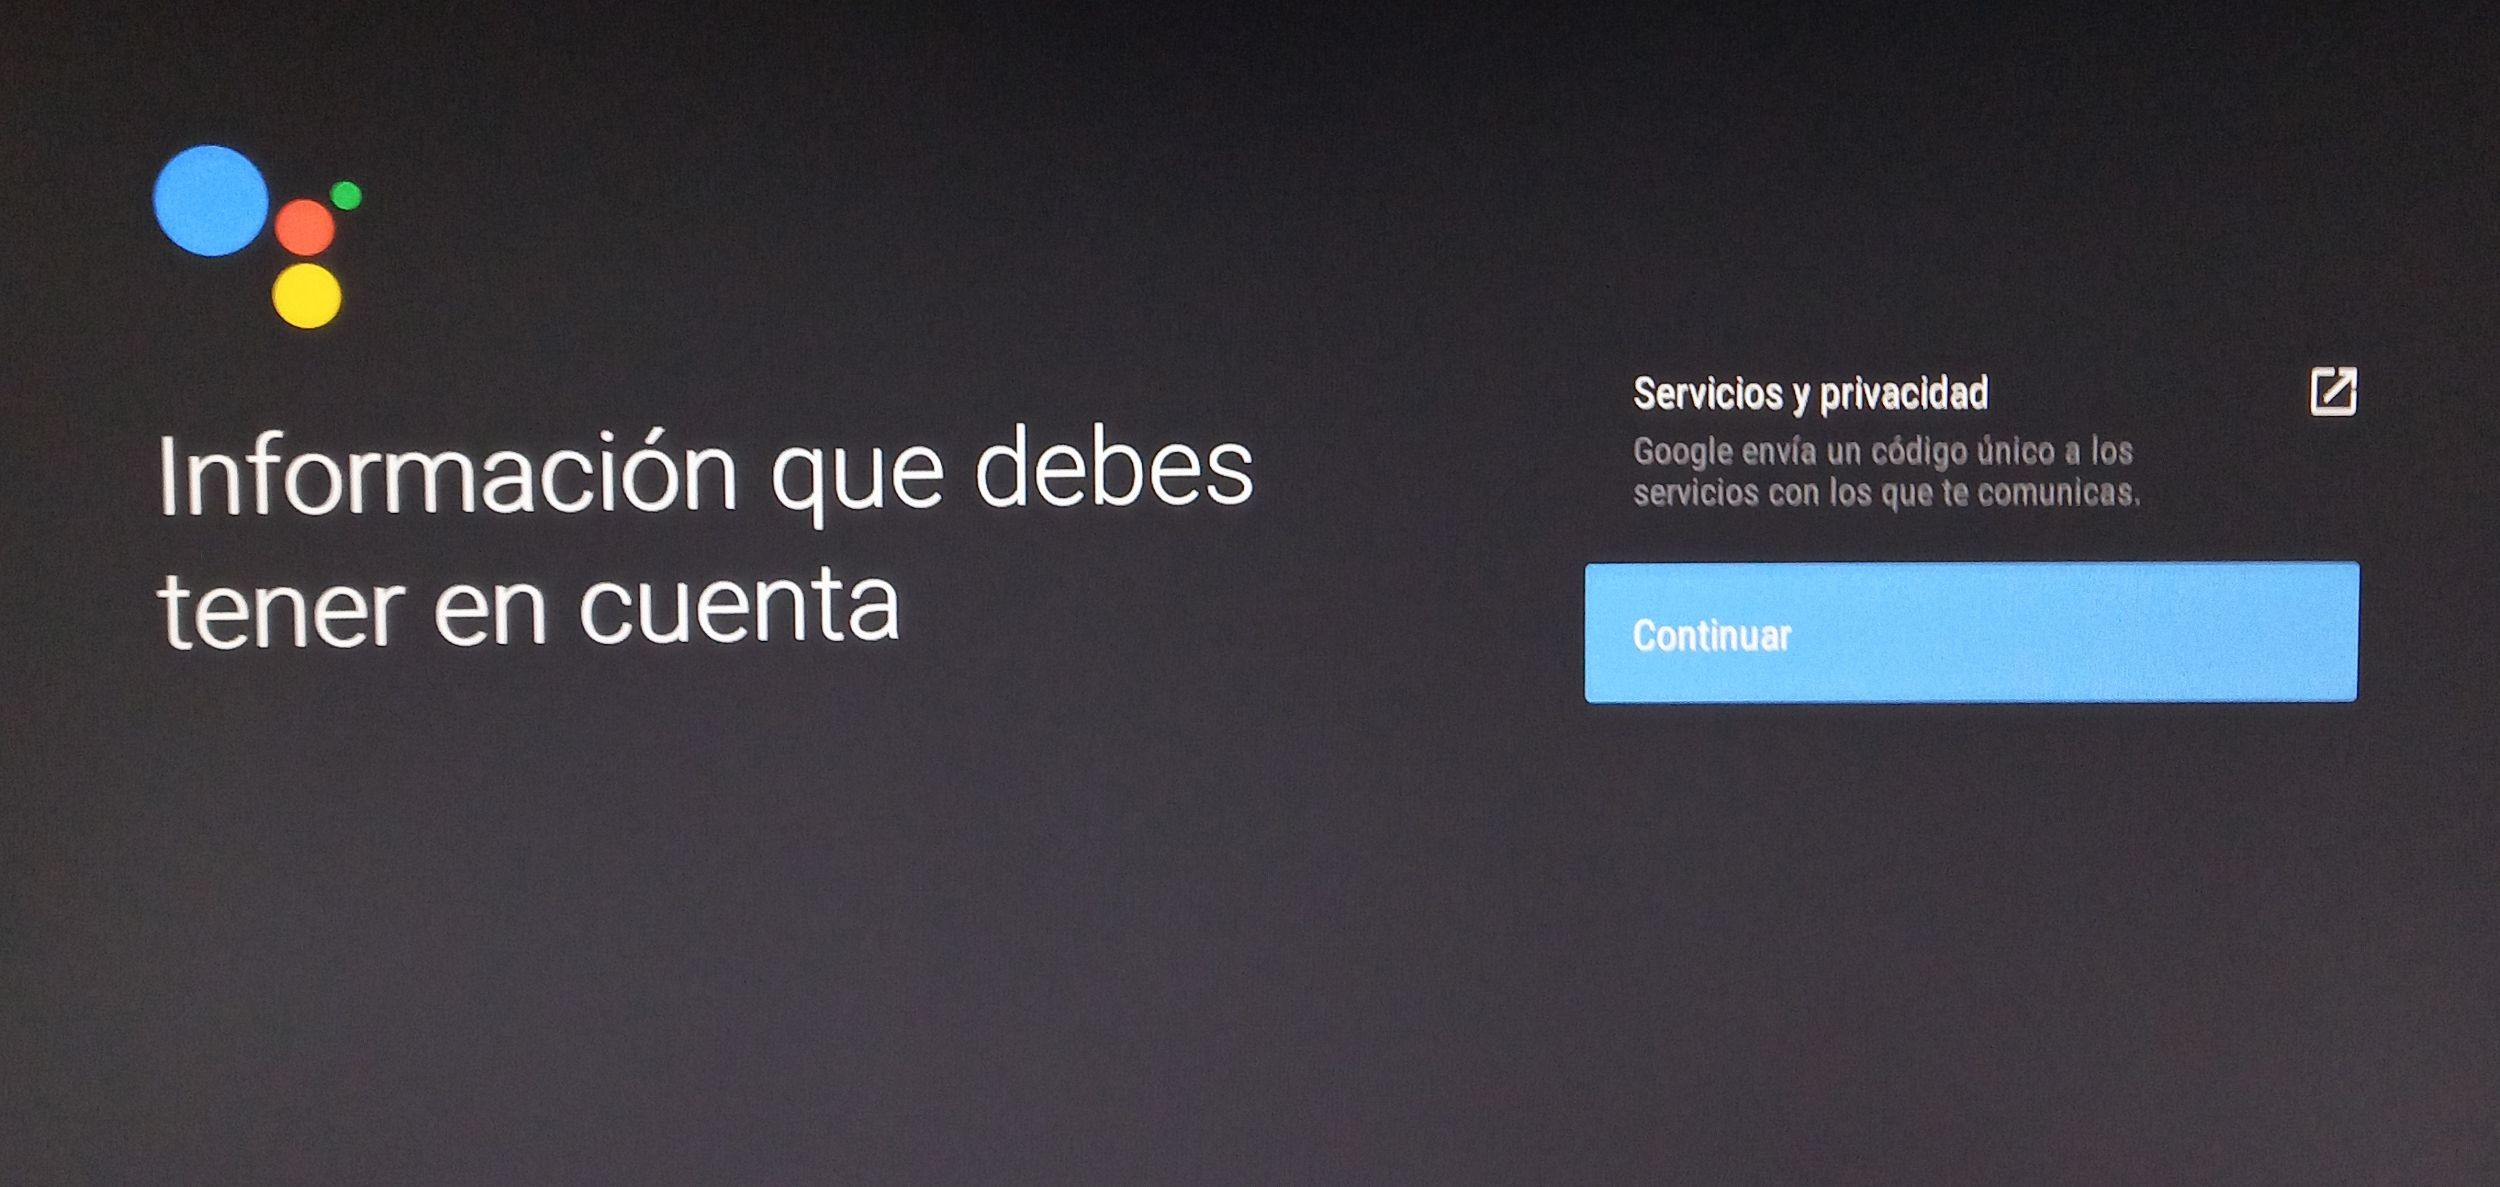 Información que debes
tener en cuenta
Servicios y privacidad
Google envía un código único a los
servicios con los que te comunicas.
Continuar